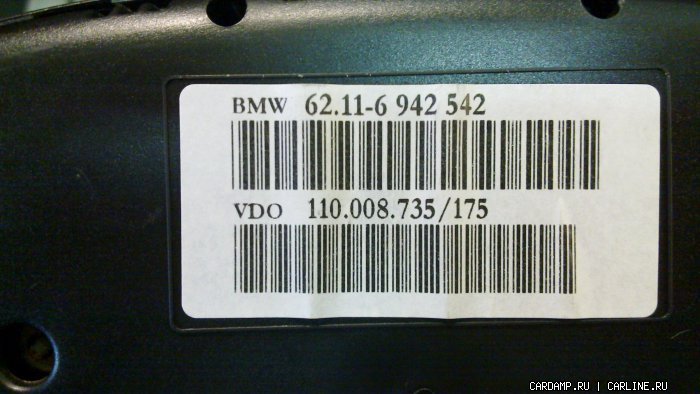 BMW 62.11-6 942 542
VDO 110.008.735/175
CARDAMP.RU | CARLINE.RU